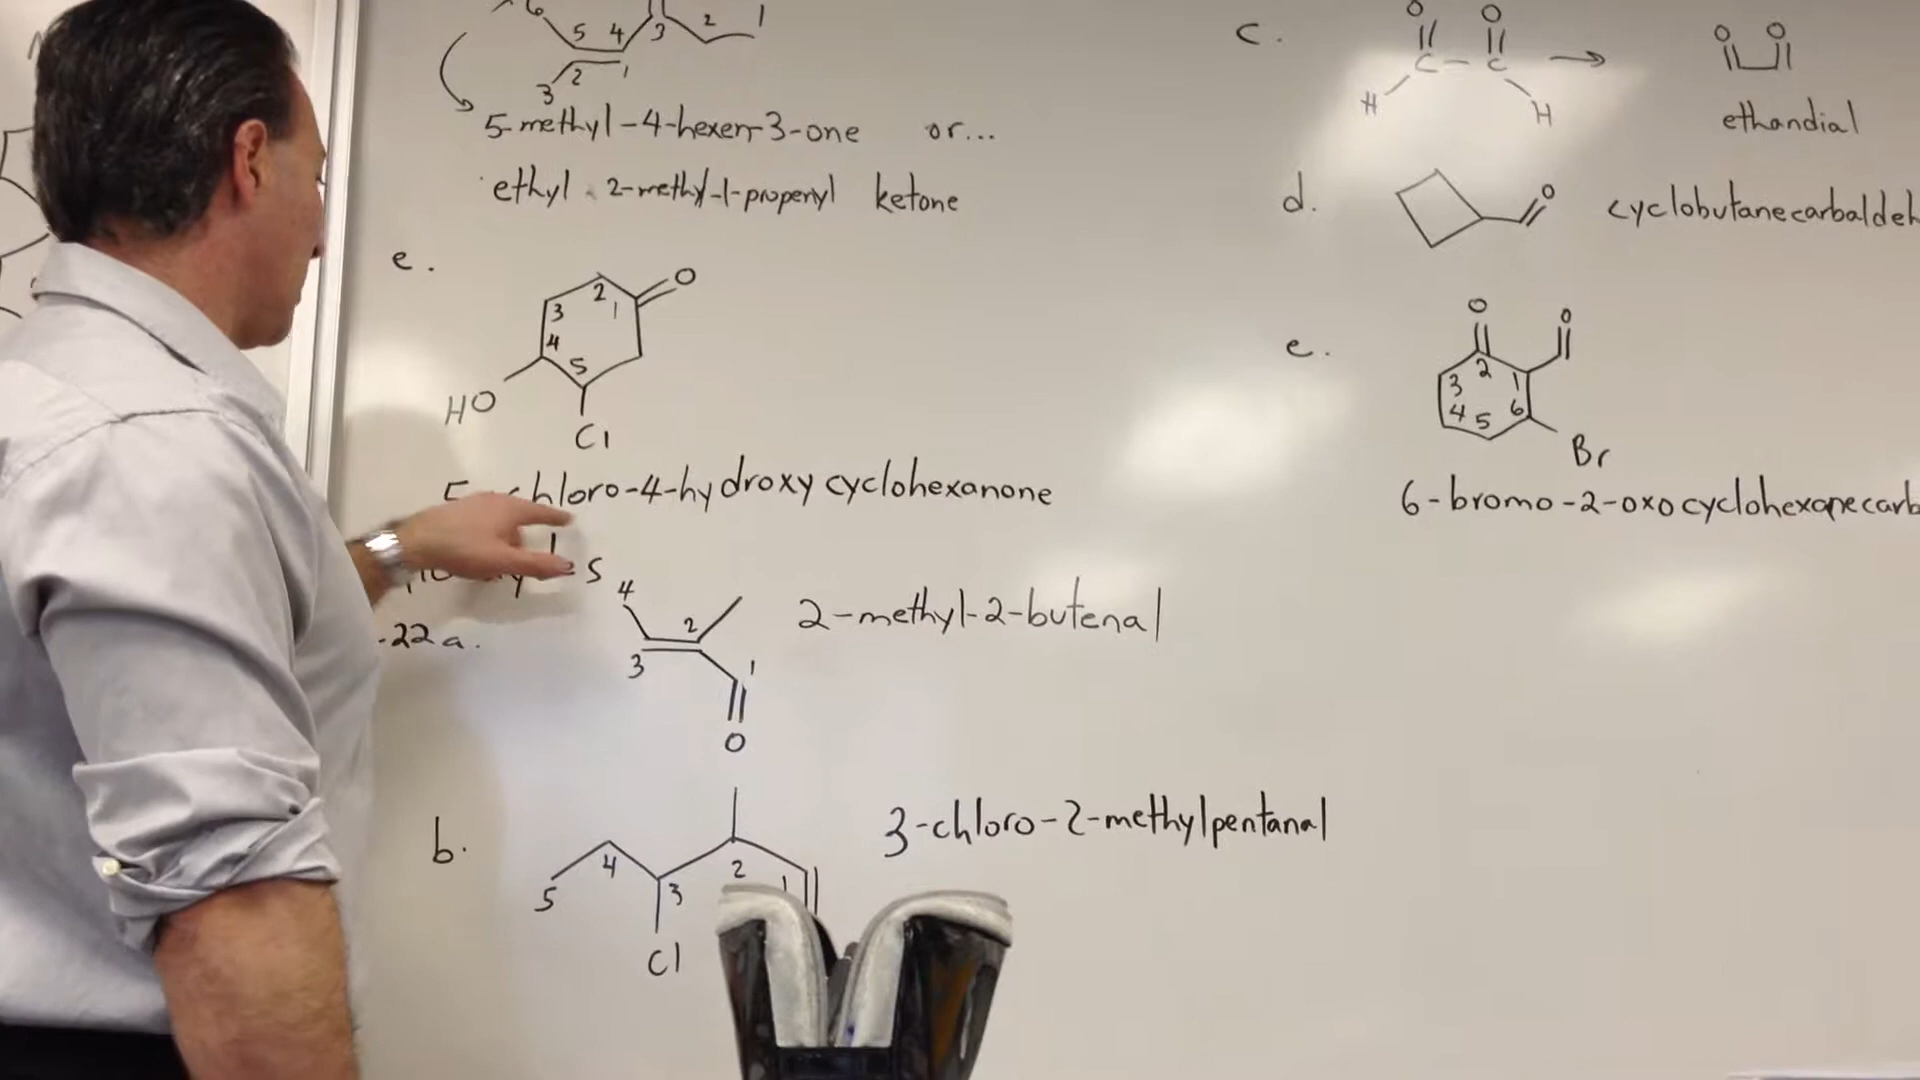 6
5 4 3 2 1
3 2 1
5-methyl-4-hexen-3-one or...
ethyl 2-methyl-1-propenyl ketone
e.
O
2 1
3
4
5
HO
Cl
5-chloro-4-hydroxycyclohexanone
s
-22a.
4
2
3
1
O
2-methyl-2-butenal
b.
5 4 3 2 1
Cl
3-chloro-2-methylpentanal
c.
O O
C-C →
H H
O O
ethandial
d.
O
cyclobutanecarbaldeh
e.
O O
2
3 1
4 5 6
Br
6-bromo-2-oxocyclohexanecarb